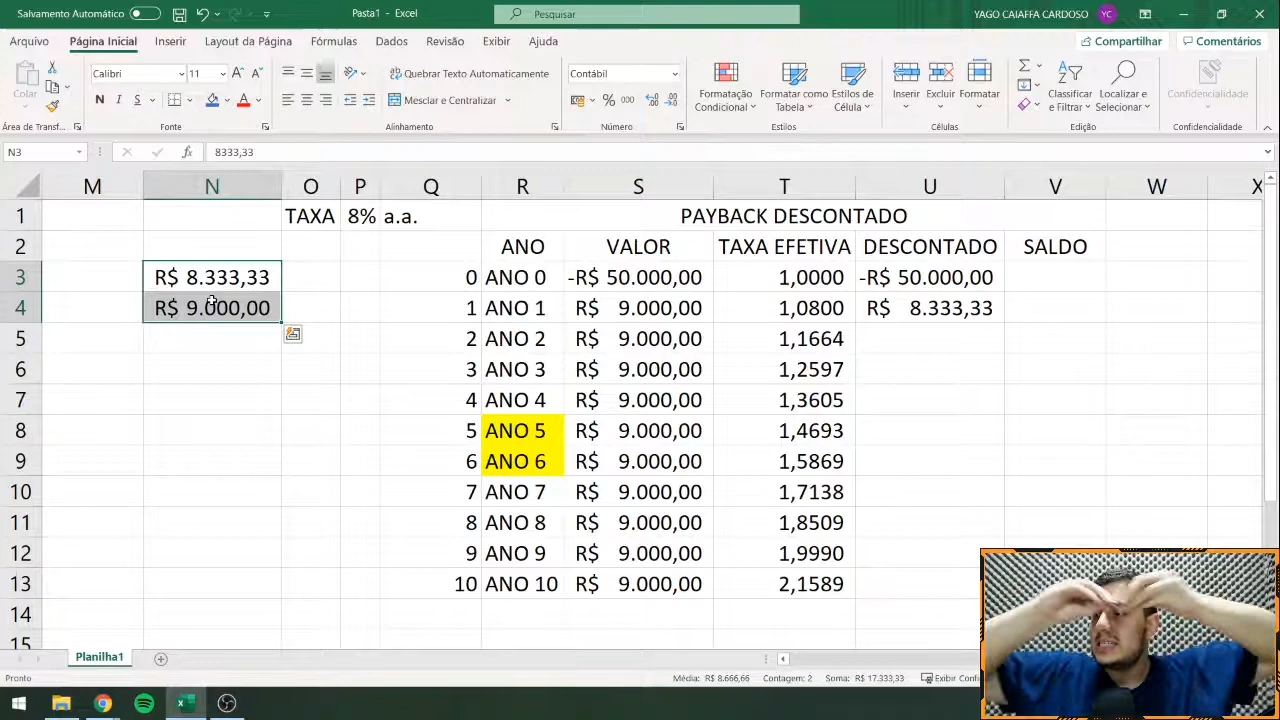 Salvamento Automático
Pasta1 - Excel
Pesquisar
YAGO CAIAFFA CARDOSO YC
Arquivo Página Inicial Inserir Layout da Página Fórmulas Dados Revisão Exibir Ajuda Compartilhar Comentários
Colar
Calibri 11
N I S
Quebrar Texto Automaticamente
Mesclar e Centralizar
Contábil
% 000
Formatação Condicional
Formatar como Tabela
Estilos de Célula
Inserir Excluir Formatar
Classificar e Filtrar
Localizar e Selecionar
Confidencialidade
Área de Transf... Fonte Alinhamento Número Estilos Células Edição Confidencialidade
N3 fx 8333,33
M N O P Q R S T U V W X
1 TAXA 8% a.a. PAYBACK DESCONTADO
2 ANO VALOR TAXA EFETIVA DESCONTADO SALDO
3 R$ 8.333,33 0 ANO 0 -R$ 50.000,00 1,0000 -R$ 50.000,00
4 R$ 9.000,00 1 ANO 1 R$ 9.000,00 1,0800 R$ 8.333,33
5 2 ANO 2 R$ 9.000,00 1,1664
6 3 ANO 3 R$ 9.000,00 1,2597
7 4 ANO 4 R$ 9.000,00 1,3605
8 5 ANO 5 R$ 9.000,00 1,4693
9 6 ANO 6 R$ 9.000,00 1,5869
10 7 ANO 7 R$ 9.000,00 1,7138
11 8 ANO 8 R$ 9.000,00 1,8509
12 9 ANO 9 R$ 9.000,00 1,9990
13 10 ANO 10 R$ 9.000,00 2,1589
14
15
Planilha1
Pronto Média: R$ 8.666,66 Contagem: 2 Soma: R$ 17.333,33 Exibir Confi